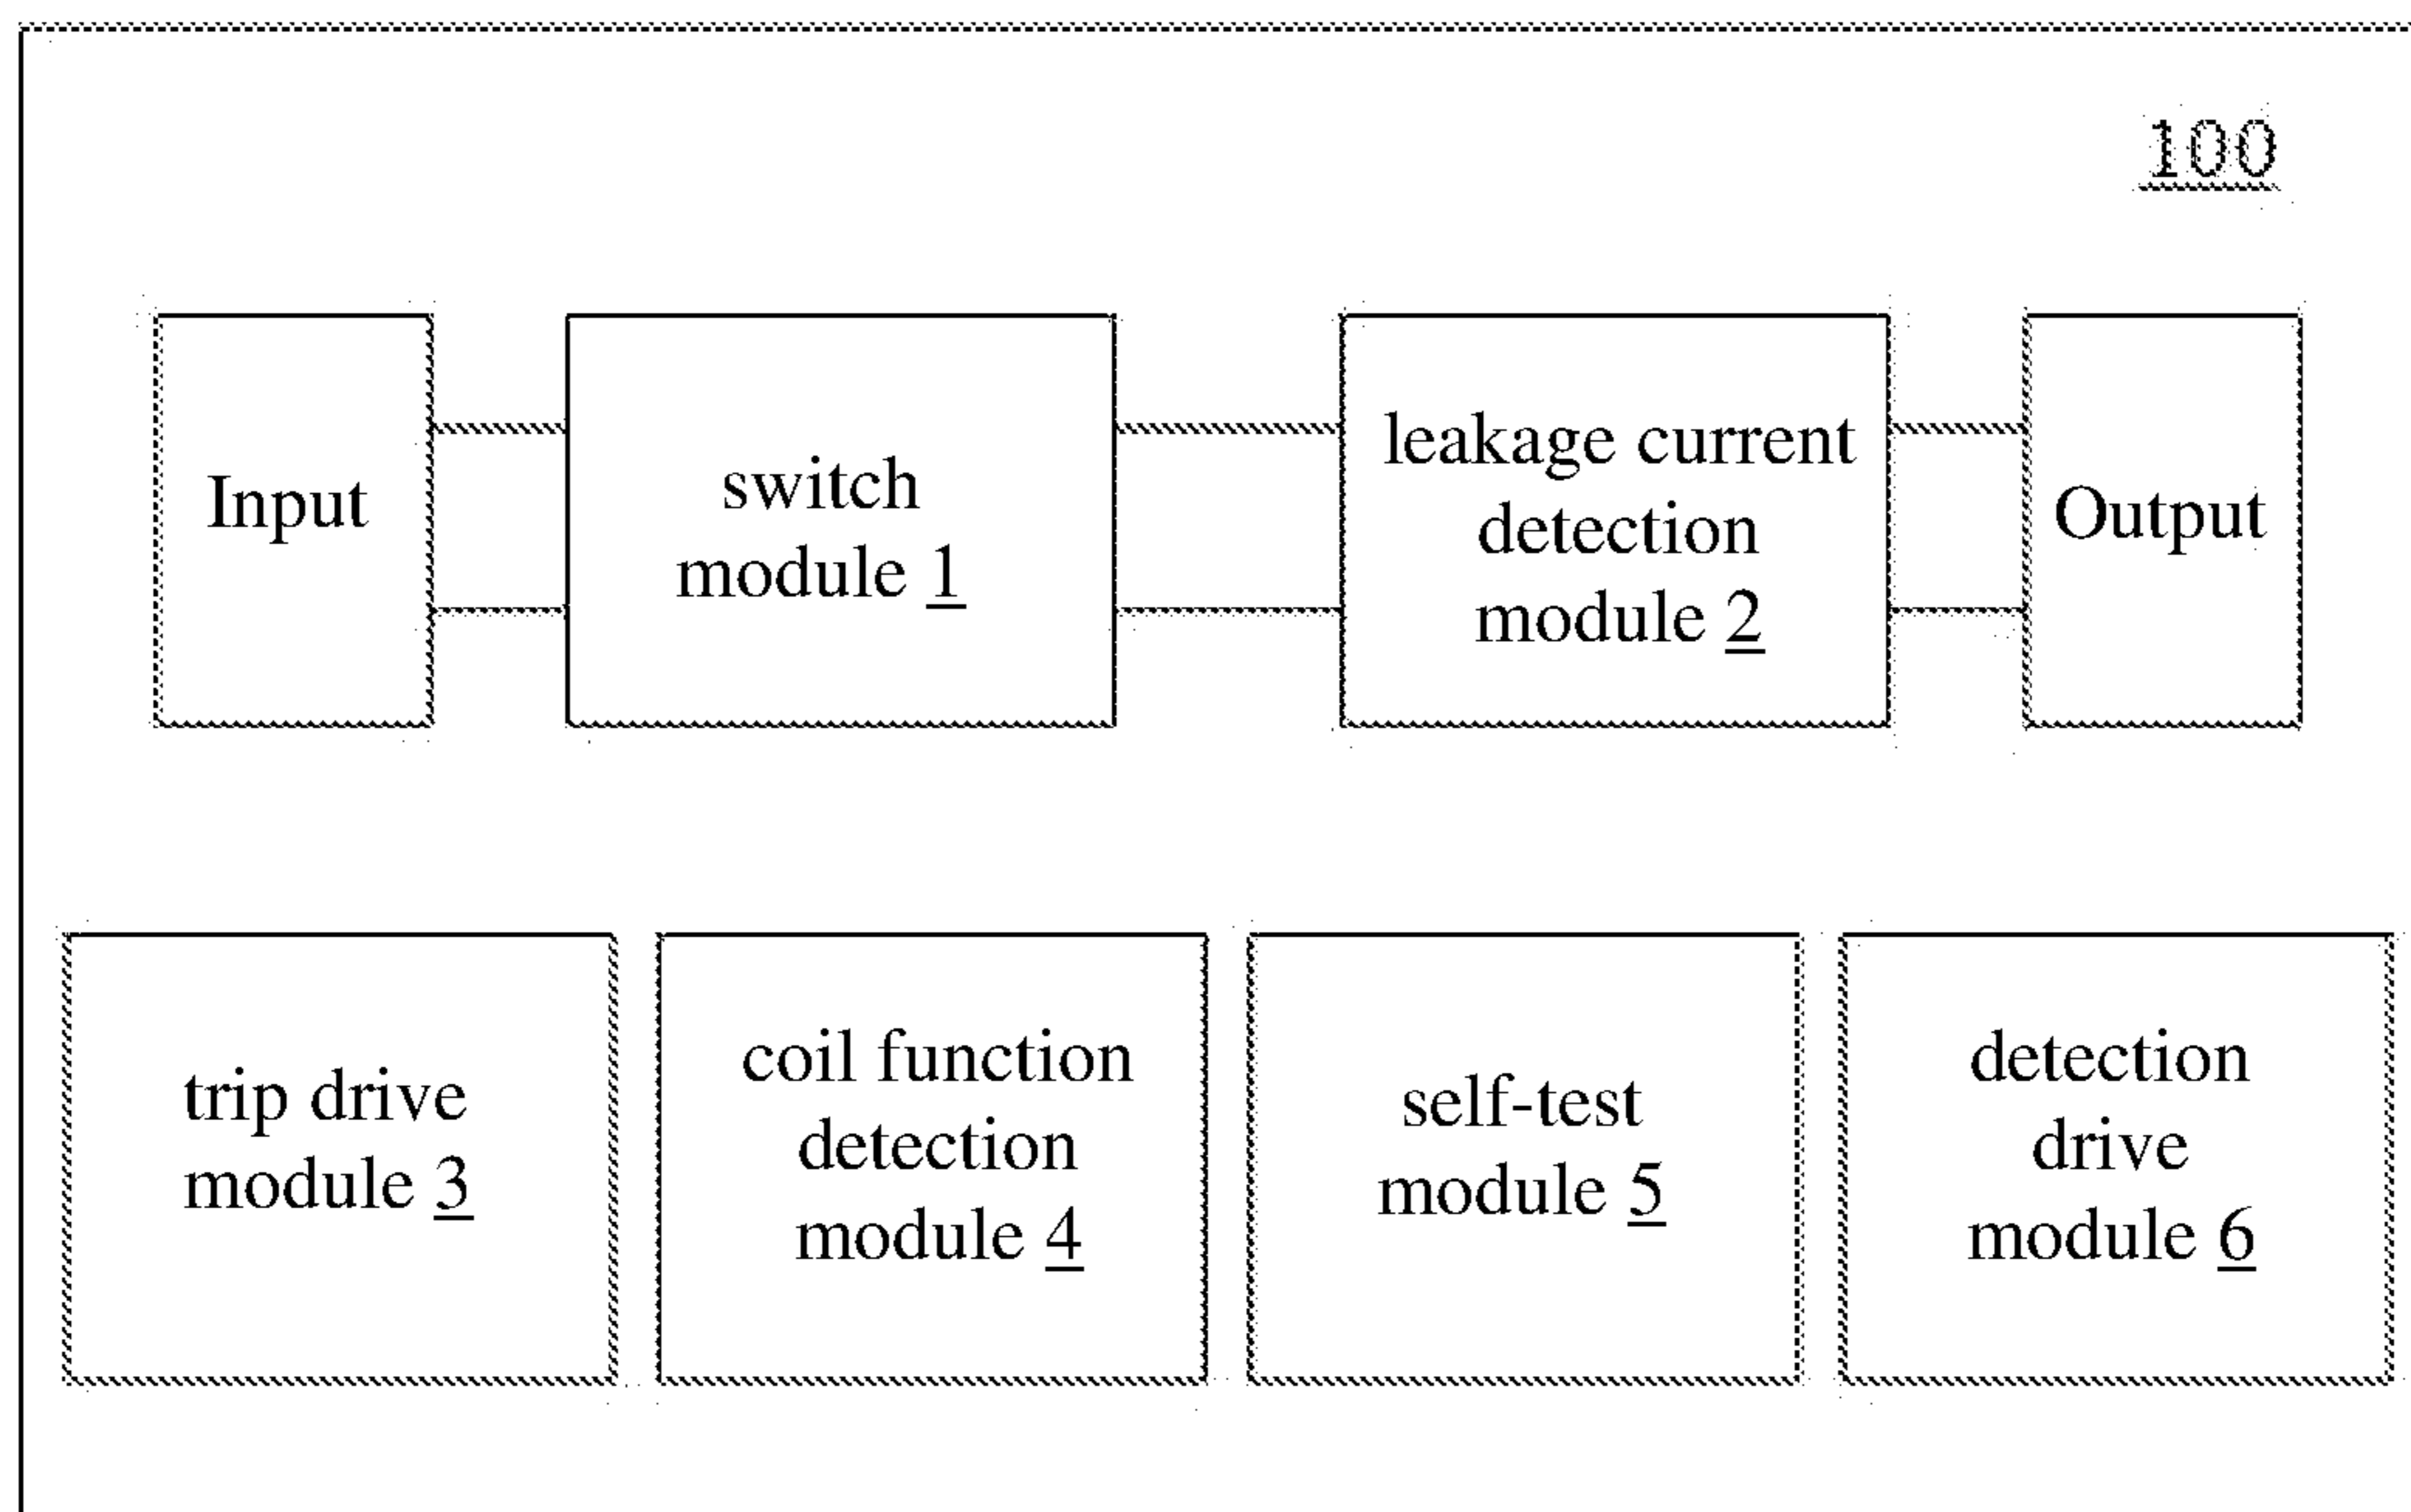 100
Input
switch
module 1
leakage current
detection
module 2
Output
trip drive
module 3
coil function
detection
module 4
self-test
module 5
detection
drive
module 6